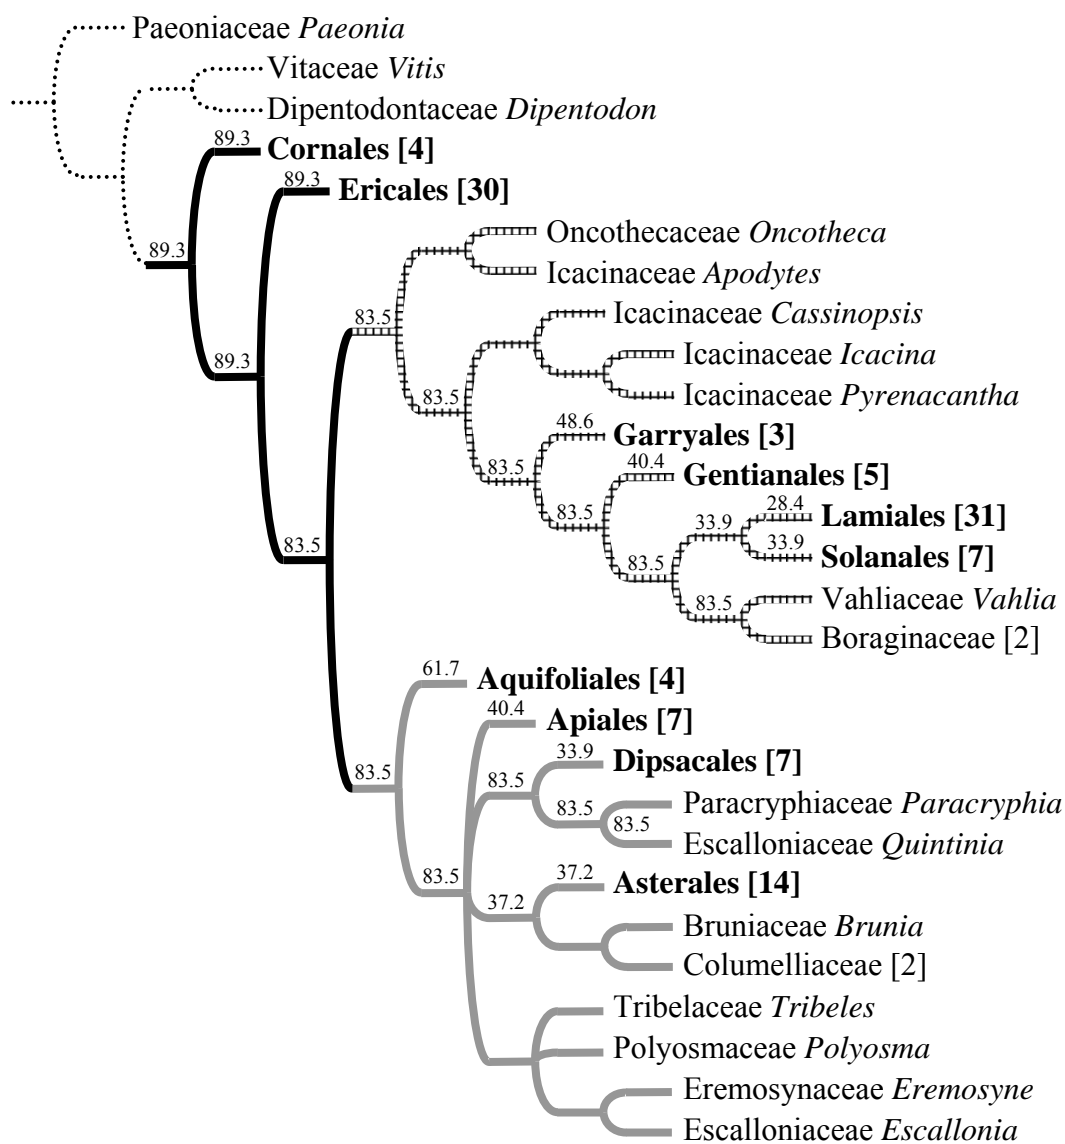 Paeoniaceae Paeonia
Vitaceae Vitis
Dipentodontaceae Dipentodon
89.3 Cornales [4]
89.3 Ericales [30]
Oncothecaceae Oncotheca
89.3
Icacinaceae Apodytes
83.5 Icacinaceae Cassinopsis
Icacinaceae Icacina
89.3
Icacinaceae Pyrenacantha
83.5
48.6 Garryales [3]
83.5 40.4 Gentianales [5]
83.5 33.9 28.4 Lamiales [31]
83.5 83.5 33.9 Solanales [7]
83.5 Vahliaceae Vahlia
Boraginaceae [2]
61.7 Aquifoliales [4]
40.4 Apiales [7]
83.5 33.9 Dipsacales [7]
83.5
83.5 Paracryphiaceae Paracryphia
83.5
Escalloniaceae Quintinia
83.5 37.2 Asterales [14]
37.2
Bruniaceae Brunia
Columelliaceae [2]
Tribelaceae Tribeles
Polyosmaceae Polyosma
Eremosynaceae Eremosyne
Escalloniaceae Escallonia